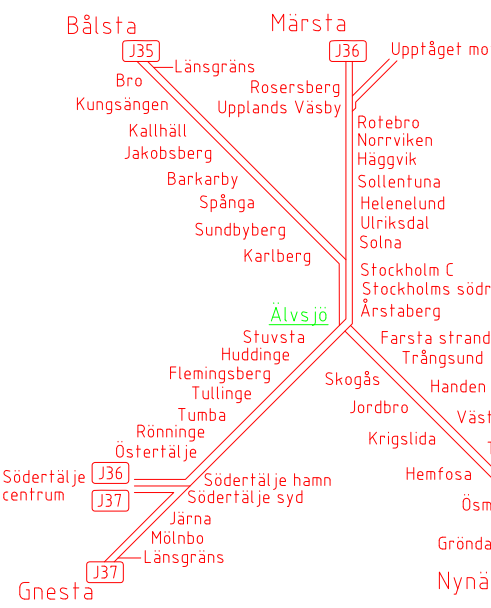 Bålsta
Märsta
J35
J36
Upptåget mo
Länsgräns
Bro
Kungsängen
Kallhäll
Jakobsberg
Barkarby
Spånga
Sundbyberg
Karlberg
Rosersberg
Upplands Väsby
Rotebro
Norrviken
Häggvik
Sollentuna
Helenelund
Ulriksdal
Solna
Stockholm C
Stockholms södr
Årstaberg
Älvsjö
Stuvsta
Huddinge
Flemingsberg
Tullinge
Tumba
Rönninge
Östertälje
Farsta strand
Trångsund
Skogås
Handen
Jordbro
Väst
Krigslida
T
Hemfosa
Ösm
Grönda
Nynä
Södertälje
centrum
J36
J37
Södertälje hamn
Södertälje syd
Järna
Mölnbo
Länsgräns
J37
Gnesta